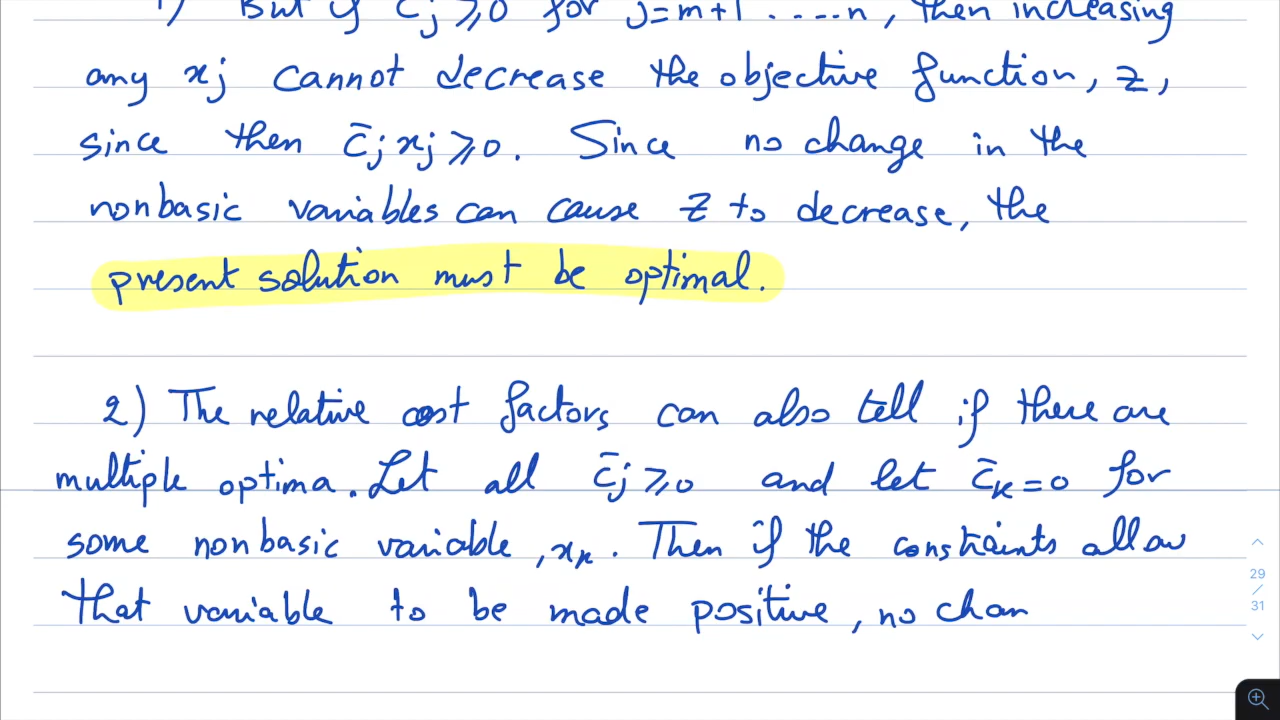 1) But if c̄j ⩾ 0 for j = m+1 .....n, then increasing
any xj cannot decrease the objective function, z,
since then c̄j xj ⩾ 0. Since no change in the
nonbasic variables can cause z to decrease, the
present solution must be optimal.
2) The relative cost factors can also tell if there are
multiple optima. Let all c̄j ⩾ 0 and let c̄k = 0 for
some nonbasic variable, xk. Then if the constraints allow
that variable to be made positive, no chan
29
/
31